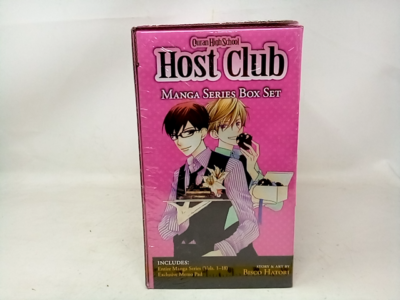 Ouran High School
Host Club
Manga Series Box Set
INCLUDES:
Entire Manga Series (Vols. 1-18)
Exclusive Memo Pad
STORY & ART BY
Bisco Hatori